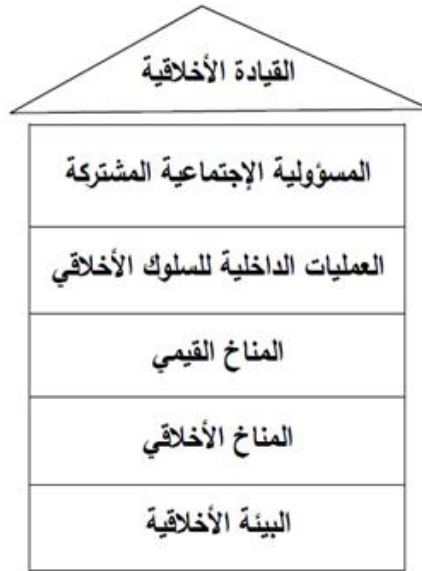 القيادة الأخلاقية
المسؤولية الإجتماعية المشتركة
العمليات الداخلية للسلوك الأخلاقي
المناخ القيمي
المناخ الأخلاقي
البيئة الأخلاقية